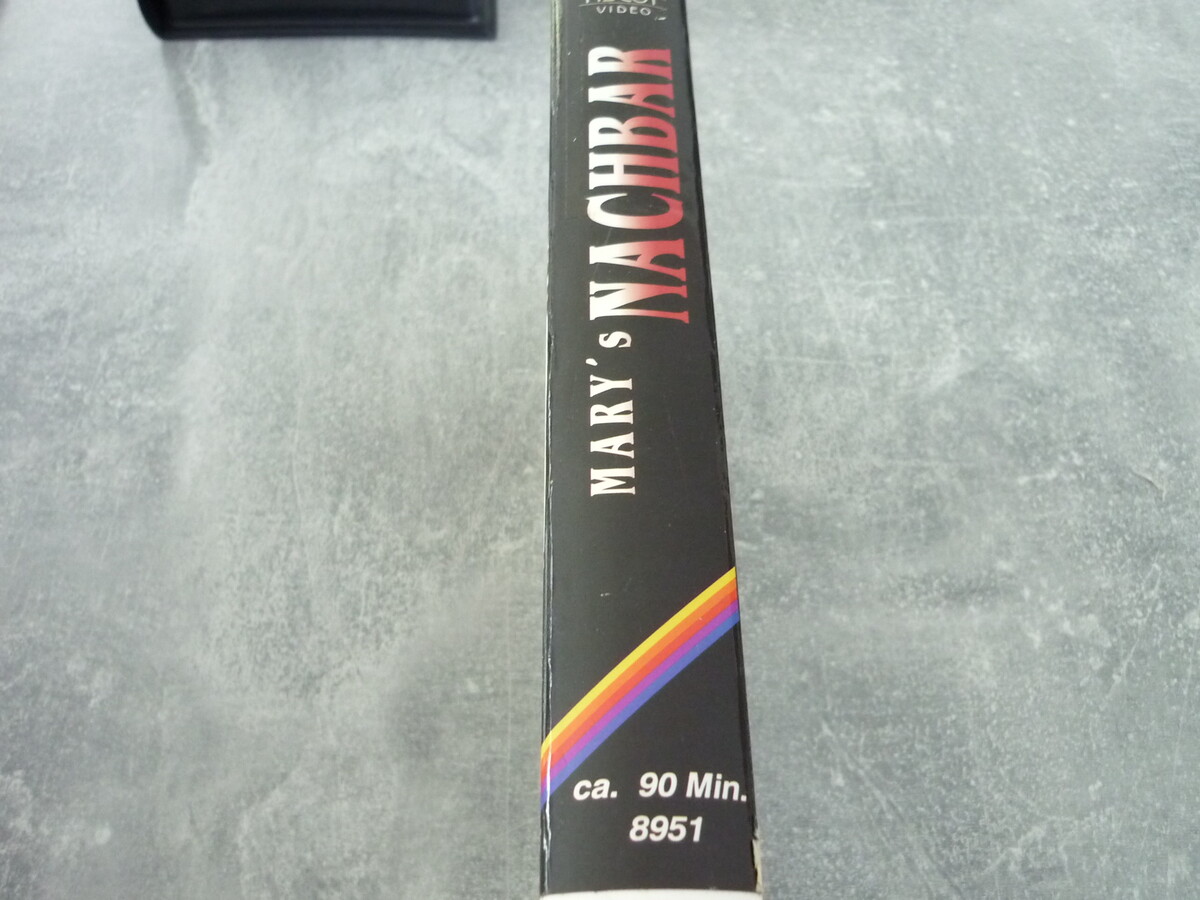 VIDEO
MARY's NACHBAR
ca. 90 Min.
8951